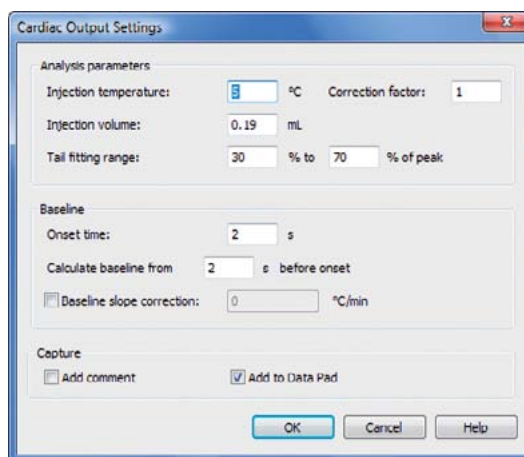 Cardiac Output Settings
x
Analysis parameters
Injection temperature: 5 ºC Correction factor: 1
Injection volume: 0.19 mL
Tail fitting range: 30 % to 70 % of peak
Baseline
Onset time: 2 s
Calculate baseline from 2 s before onset
Baseline slope correction: 0 °C/min
Capture
Add comment Add to Data Pad
OK Cancel Help